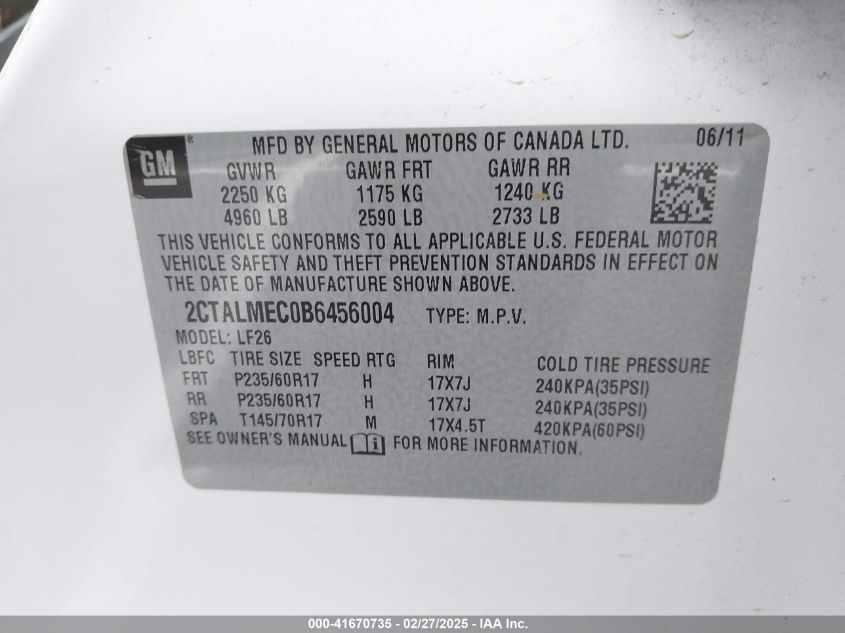 GM
MFD BY GENERAL MOTORS OF CANADA LTD. 06/11
GVWR GAWR FRT GAWR RR
2250 KG 1175 KG 1240 KG
4960 LB 2590 LB 2733 LB
THIS VEHICLE CONFORMS TO ALL APPLICABLE U.S. FEDERAL MOTOR
VEHICLE SAFETY AND THEFT PREVENTION STANDARDS IN EFFECT ON
THE DATE OF MANUFACTURE SHOWN ABOVE.
2CTALMEC0B6456004 TYPE: M.P.V.
MODEL: LF26
LBFC TIRE SIZE SPEED RTG RIM COLD TIRE PRESSURE
FRT P235/60R17 H 17X7J 240KPA(35PSI)
RR P235/60R17 H 17X7J 240KPA(35PSI)
SPA T145/70R17 M 17X4.5T 420KPA(60PSI)
SEE OWNER'S MANUAL FOR MORE INFORMATION.
000-41670735 - 02/27/2025 - IAA Inc.